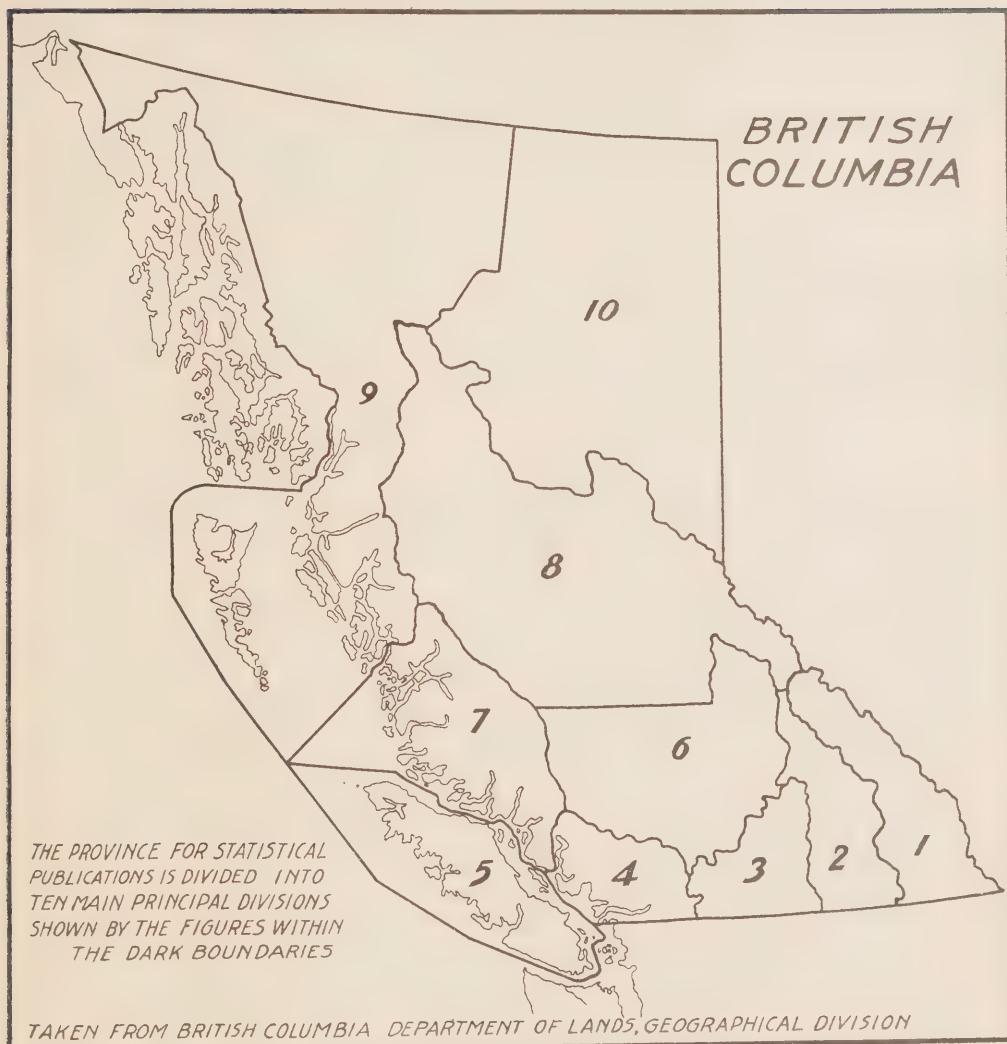 BRITISH
COLUMBIA
10
9
8
7
6
5
4
3
2
1
THE PROVINCE FOR STATISTICAL
PUBLICATIONS IS DIVIDED INTO
TEN MAIN PRINCIPAL DIVISIONS
SHOWN BY THE FIGURES WITHIN
THE DARK BOUNDARIES
TAKEN FROM BRITISH COLUMBIA DEPARTMENT OF LANDS, GEOGRAPHICAL DIVISION